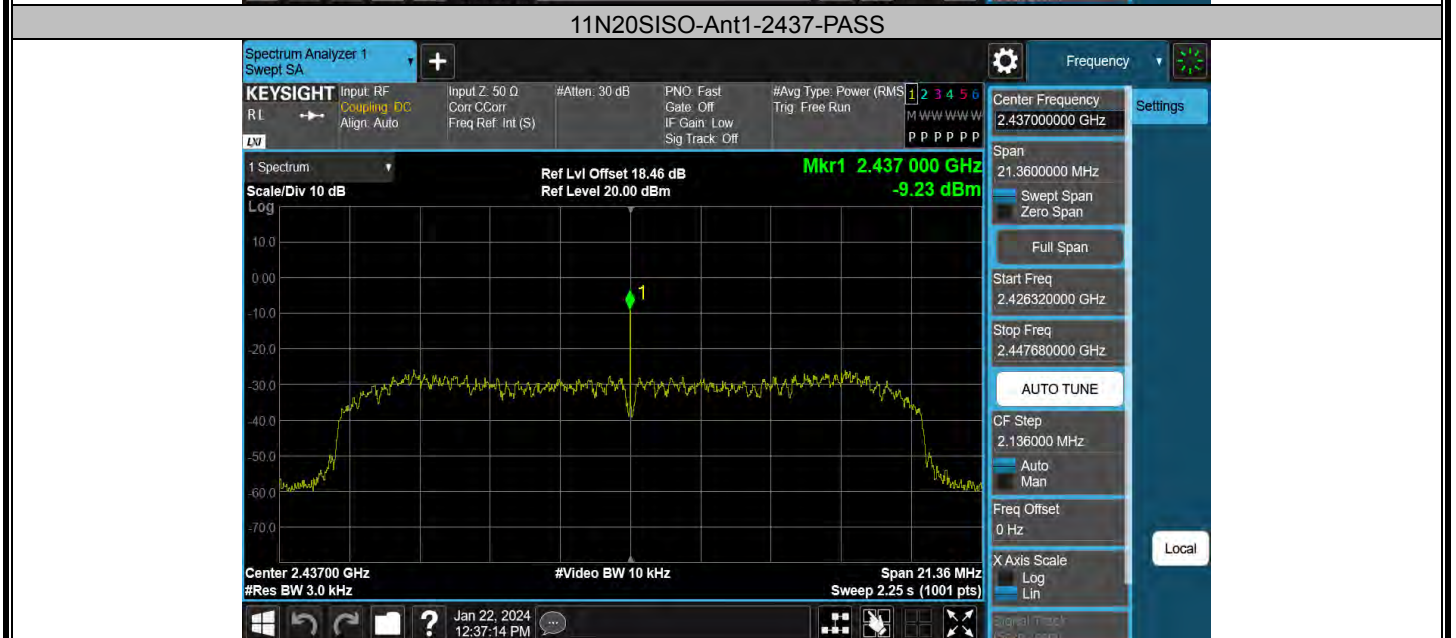 11N20SISO-Ant1-2437-PASS
Spectrum Analyzer 1
Swept SA
+
Frequency
KEYSIGHT
RL
LXI
Input: RF
Coupling: DC
Align: Auto
Input Z: 50 Ω
Corr CCorr
Freq Ref: Int (S)
#Atten: 30 dB
PNO: Fast
Gate: Off
IF Gain: Low
Sig Track: Off
#Avg Type: Power (RMS
Trig: Free Run
1 2 3 4 5 6
M W W W W W
P P P P P P
1 Spectrum
Scale/Div 10 dB
Log
Ref Lvl Offset 18.46 dB
Ref Level 20.00 dBm
Mkr1 2.437 000 GHz
-9.23 dBm
10.0
0.00
-10.0
-20.0
-30.0
-40.0
-50.0
-60.0
-70.0
1
Center 2.43700 GHz
#Res BW 3.0 kHz
#Video BW 10 kHz
Span 21.36 MHz
Sweep 2.25 s (1001 pts)
Center Frequency
2.437000000 GHz
Settings
Span
21.3600000 MHz
Swept Span
Zero Span
Full Span
Start Freq
2.426320000 GHz
Stop Freq
2.447680000 GHz
AUTO TUNE
CF Step
2.136000 MHz
Auto
Man
Freq Offset
0 Hz
X Axis Scale
Log
Lin
Local
Signal Track
?
Jan 22, 2024
12:37:14 PM